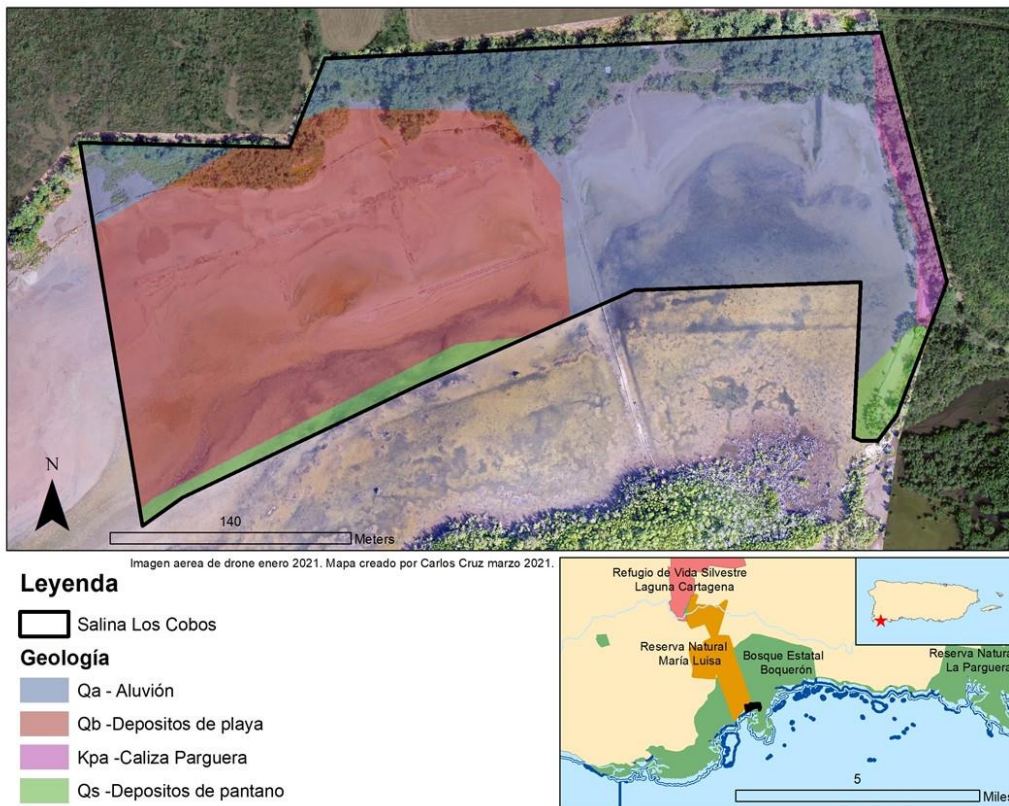 N
140
Meters
Imagen aerea de drone enero 2021. Mapa creado por Carlos Cruz marzo 2021.
Leyenda
Salina Los Cobos
Geología
Qa - Aluvión
Qb -Depositos de playa
Kpa -Caliza Parguera
Qs -Depositos de pantano
Refugio de Vida Silvestre
Laguna Cartagena
Reserva Natural
María Luisa
Bosque Estatal
Boquerón
Reserva Natura
La Parguera
5
Miles